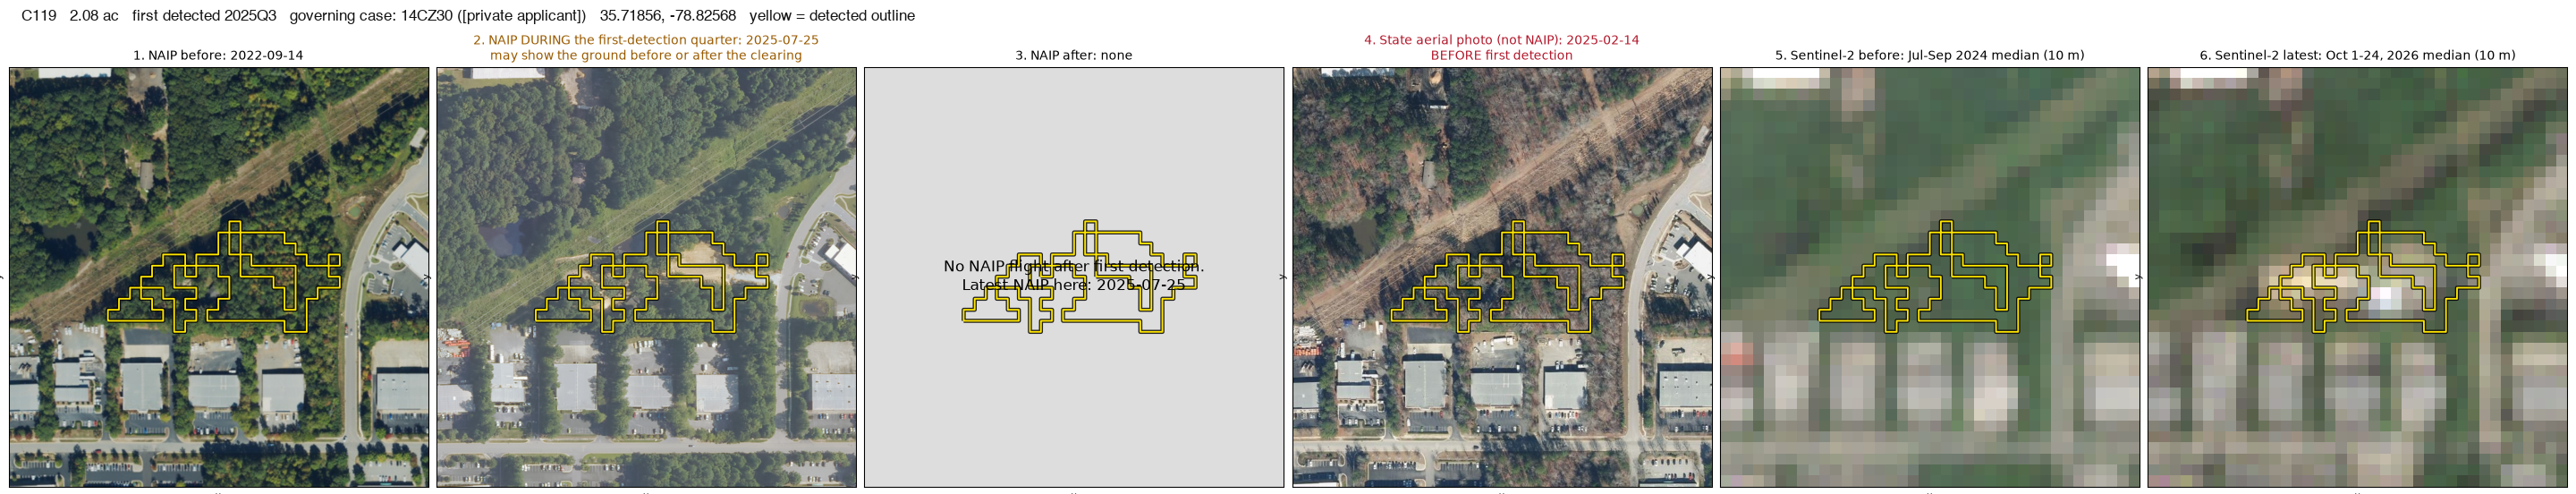 C119   2.08 ac   first detected 2025Q3   governing case: 14CZ30 ([private applicant])   35.71856, -78.82568   yellow = detected outline
1. NAIP before: 2022-09-14
2. NAIP DURING the first-detection quarter: 2025-07-25
may show the ground before or after the clearing
3. NAIP after: none
4. State aerial photo (not NAIP): 2025-02-14
BEFORE first detection
5. Sentinel-2 before: Jul-Sep 2024 median (10 m)
6. Sentinel-2 latest: Oct 1-24, 2026 median (10 m)
No NAIP flight after first detection.
Latest NAIP here: 2025-07-25